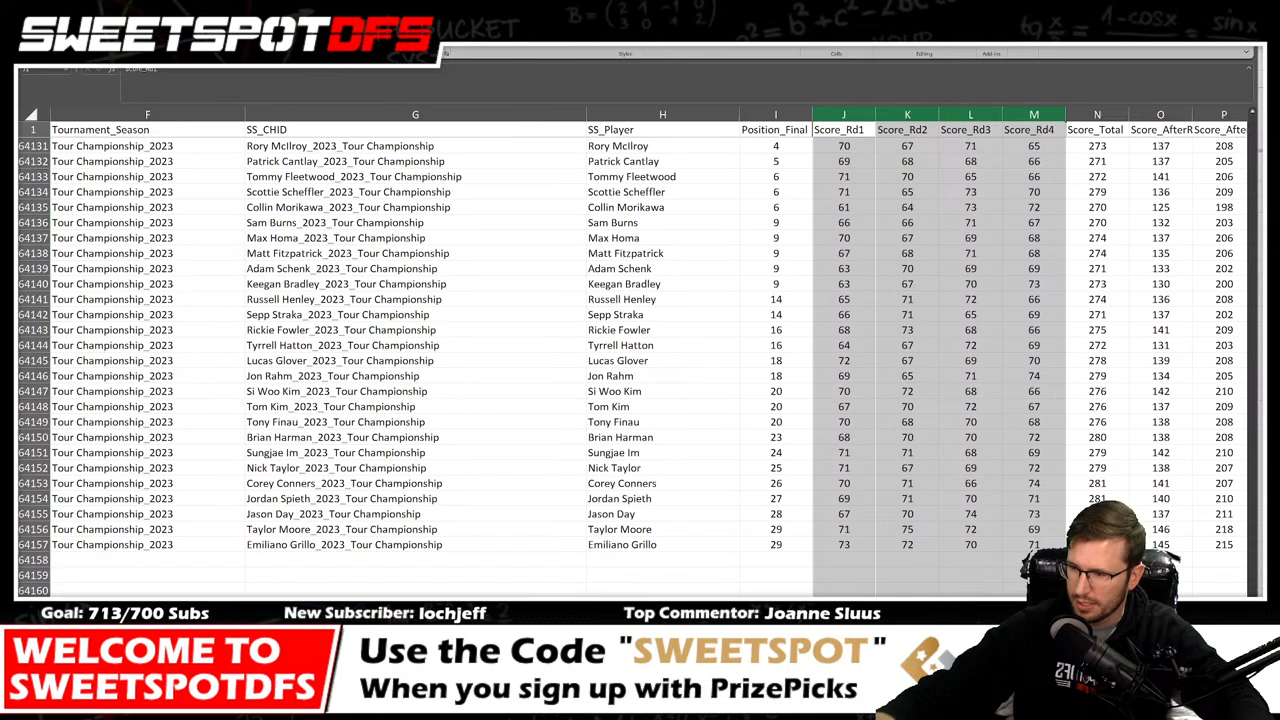 SWEETSPOTDFS
Styles Cells Editing Add-ins
F G H I J K L M N O P
1 Tournament_Season SS_CHID SS_Player Position_Final Score_Rd1 Score_Rd2 Score_Rd3 Score_Rd4 Score_Total Score_AfterR Score_Afte
64131 Tour Championship_2023 Rory McIlroy_2023_Tour Championship Rory McIlroy 4 70 67 71 65 273 137 208
64132 Tour Championship_2023 Patrick Cantlay_2023_Tour Championship Patrick Cantlay 5 69 68 68 66 271 137 205
64133 Tour Championship_2023 Tommy Fleetwood_2023_Tour Championship Tommy Fleetwood 6 71 70 65 66 272 141 206
64134 Tour Championship_2023 Scottie Scheffler_2023_Tour Championship Scottie Scheffler 6 71 65 73 70 279 136 209
64135 Tour Championship_2023 Collin Morikawa_2023_Tour Championship Collin Morikawa 6 61 64 73 72 270 125 198
64136 Tour Championship_2023 Sam Burns_2023_Tour Championship Sam Burns 9 66 66 71 67 270 132 203
64137 Tour Championship_2023 Max Homa_2023_Tour Championship Max Homa 9 70 67 69 68 274 137 206
64138 Tour Championship_2023 Matt Fitzpatrick_2023_Tour Championship Matt Fitzpatrick 9 67 68 71 68 274 135 206
64139 Tour Championship_2023 Adam Schenk_2023_Tour Championship Adam Schenk 9 63 70 69 69 271 133 202
64140 Tour Championship_2023 Keegan Bradley_2023_Tour Championship Keegan Bradley 9 63 67 70 73 273 130 200
64141 Tour Championship_2023 Russell Henley_2023_Tour Championship Russell Henley 14 65 71 72 66 274 136 208
64142 Tour Championship_2023 Sepp Straka_2023_Tour Championship Sepp Straka 14 66 71 65 69 271 137 202
64143 Tour Championship_2023 Rickie Fowler_2023_Tour Championship Rickie Fowler 16 68 73 68 66 275 141 209
64144 Tour Championship_2023 Tyrrell Hatton_2023_Tour Championship Tyrrell Hatton 16 64 67 72 69 272 131 203
64145 Tour Championship_2023 Lucas Glover_2023_Tour Championship Lucas Glover 18 72 67 69 70 278 139 208
64146 Tour Championship_2023 Jon Rahm_2023_Tour Championship Jon Rahm 18 69 65 71 74 279 134 205
64147 Tour Championship_2023 Si Woo Kim_2023_Tour Championship Si Woo Kim 20 70 72 68 66 276 142 210
64148 Tour Championship_2023 Tom Kim_2023_Tour Championship Tom Kim 20 67 70 72 67 276 137 209
64149 Tour Championship_2023 Tony Finau_2023_Tour Championship Tony Finau 20 70 68 70 68 276 138 208
64150 Tour Championship_2023 Brian Harman_2023_Tour Championship Brian Harman 23 68 70 70 72 280 138 208
64151 Tour Championship_2023 Sungjae Im_2023_Tour Championship Sungjae Im 24 71 71 68 69 279 142 210
64152 Tour Championship_2023 Nick Taylor_2023_Tour Championship Nick Taylor 25 71 67 69 72 279 138 207
64153 Tour Championship_2023 Corey Conners_2023_Tour Championship Corey Conners 26 70 71 66 74 281 141 207
64154 Tour Championship_2023 Jordan Spieth_2023_Tour Championship Jordan Spieth 27 69 71 70 71 281 140 210
64155 Tour Championship_2023 Jason Day_2023_Tour Championship Jason Day 28 67 70 74 73 137 211
64156 Tour Championship_2023 Taylor Moore_2023_Tour Championship Taylor Moore 29 71 75 72 69 146 218
64157 Tour Championship_2023 Emiliano Grillo_2023_Tour Championship Emiliano Grillo 29 73 72 70 71 145 215
64158
64159
64160
Goal: 713/700 Subs New Subscriber: lochjeff Top Commentor: Joanne Sluus
WELCOME TO
SWEETSPOTDFS
Use the Code "SWEETSPOT"
When you sign up with PrizePicks